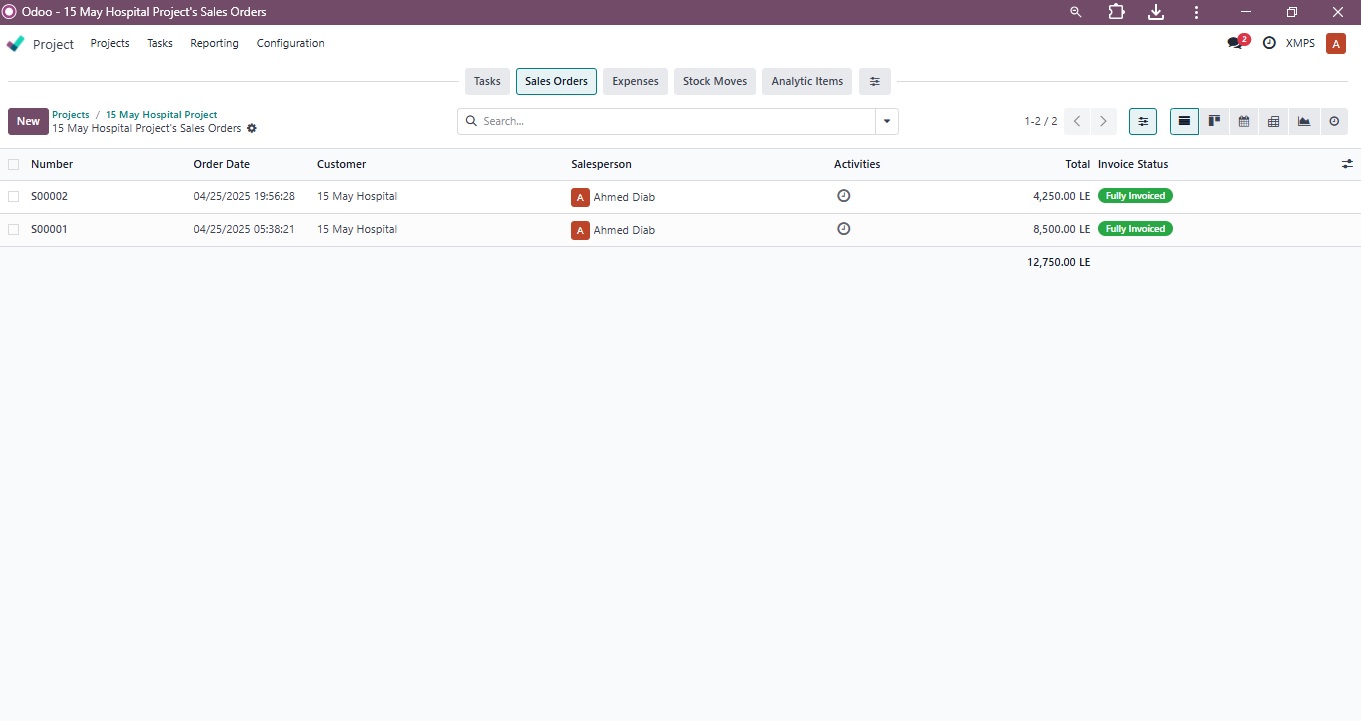 Odoo - 15 May Hospital Project's Sales Orders
Project Projects Tasks Reporting Configuration 2 XMPS A
Tasks Sales Orders Expenses Stock Moves Analytic Items
New Projects / 15 May Hospital Project
15 May Hospital Project's Sales Orders
Search... 1-2 / 2
Number Order Date Customer Salesperson Activities Total Invoice Status
S00002 04/25/2025 19:56:28 15 May Hospital A Ahmed Diab 4,250.00 LE Fully Invoiced
S00001 04/25/2025 05:38:21 15 May Hospital A Ahmed Diab 8,500.00 LE Fully Invoiced
12,750.00 LE